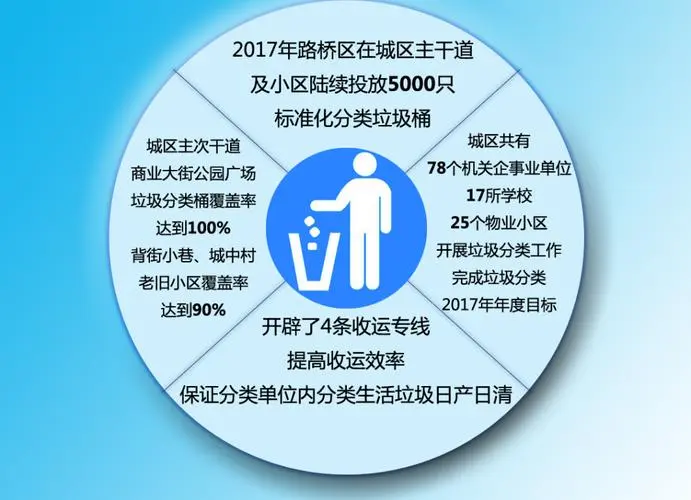 2017年路桥区在城区主干道
及小区陆续投放5000只
标准化分类垃圾桶
城区主次干道
商业大街公园广场
垃圾分类桶覆盖率
达到100%
背街小巷、城中村
老旧小区覆盖率
达到90%
城区共有
78个机关企事业单位
17所学校
25个物业小区
开展垃圾分类工作
完成垃圾分类
2017年年度目标
开辟了4条收运专线
提高收运效率
保证分类单位内分类生活垃圾日产日清